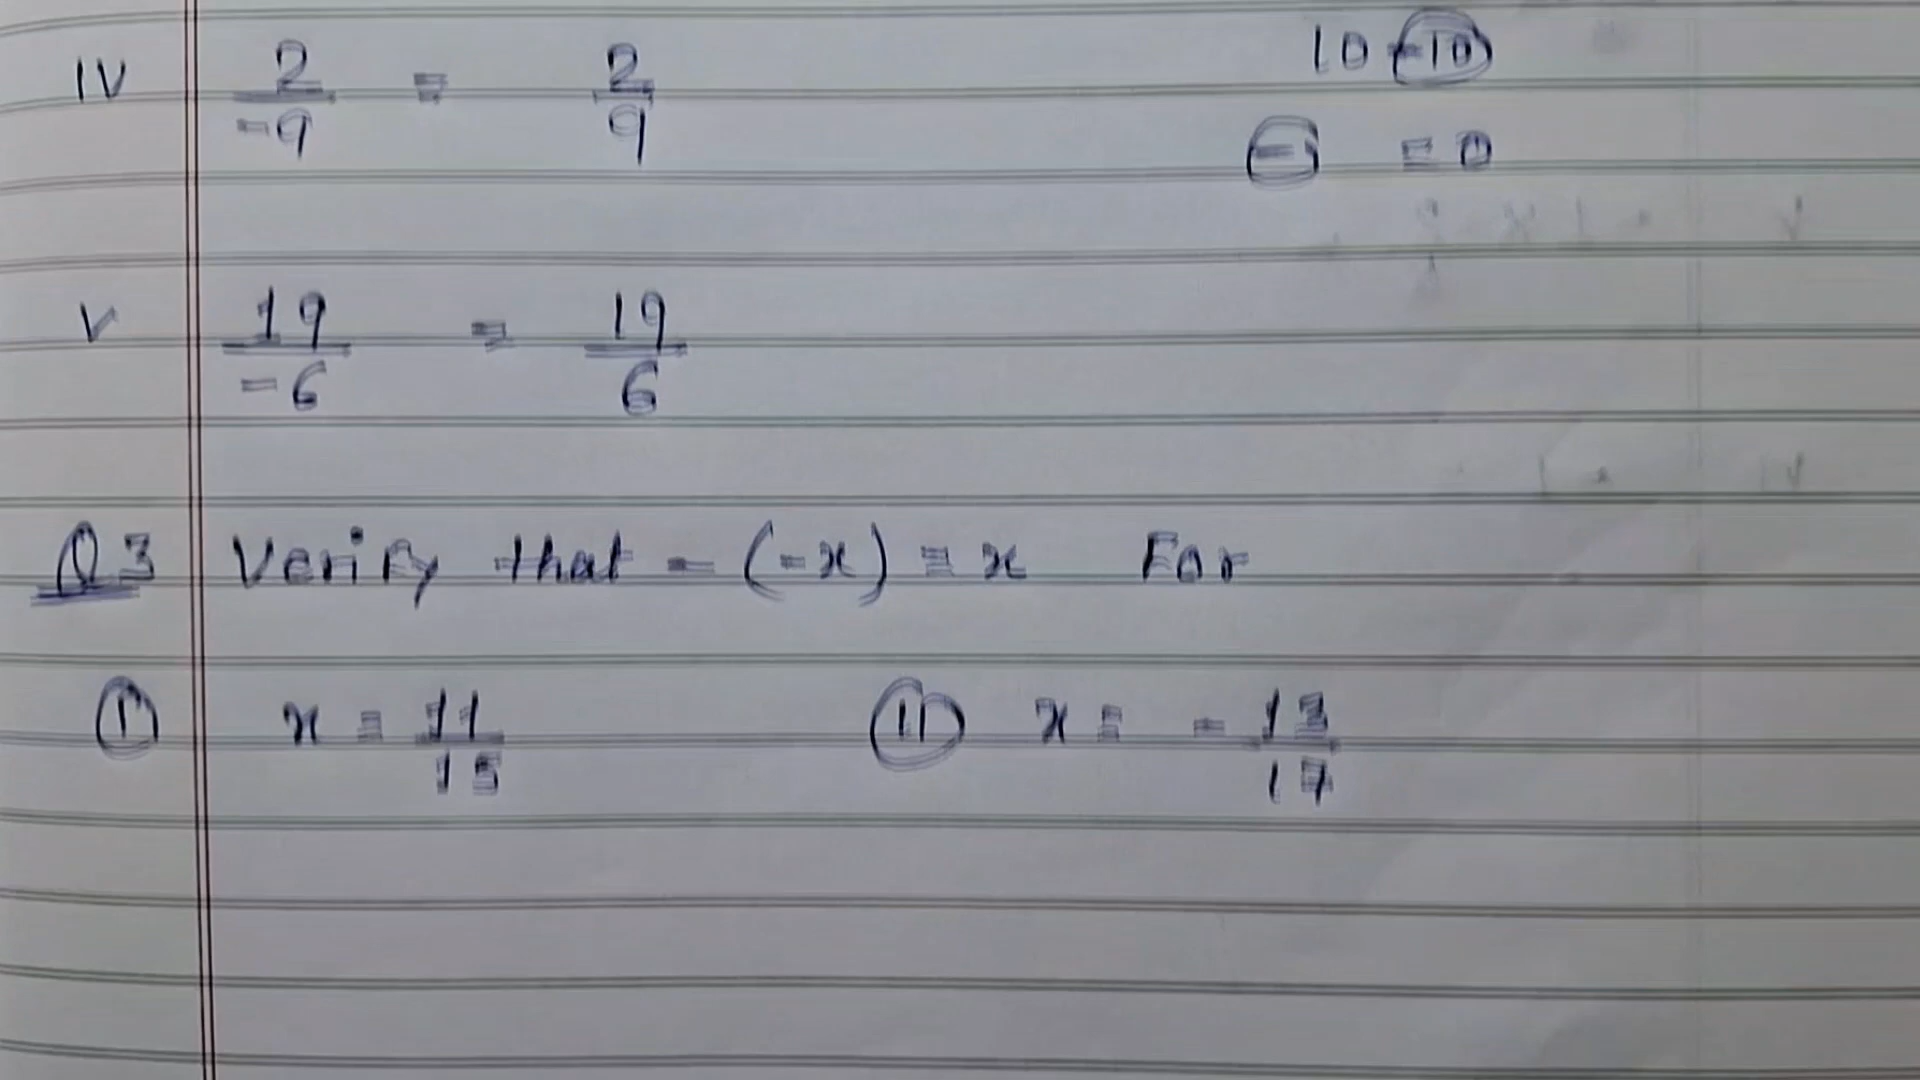 IV 2/-9 = 2/9
10 -10
- = 0
V 19/-6 = 19/6
Q3 Verify that -(-x) = x For
(I) x = 11/15 (II) x = -13/17